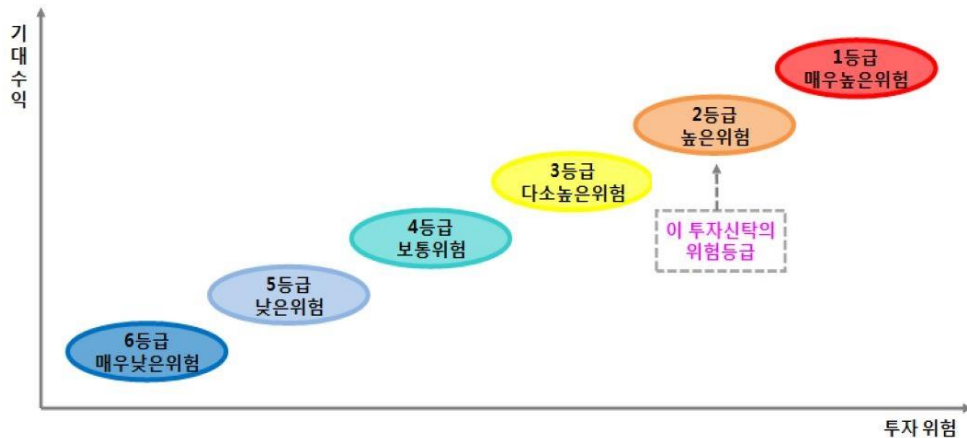 기대수익
1등급
매우높은위험
2등급
높은위험
3등급
다소높은위험
이 투자신탁의
위험등급
4등급
보통위험
5등급
낮은위험
6등급
매우낮은위험
투자 위험